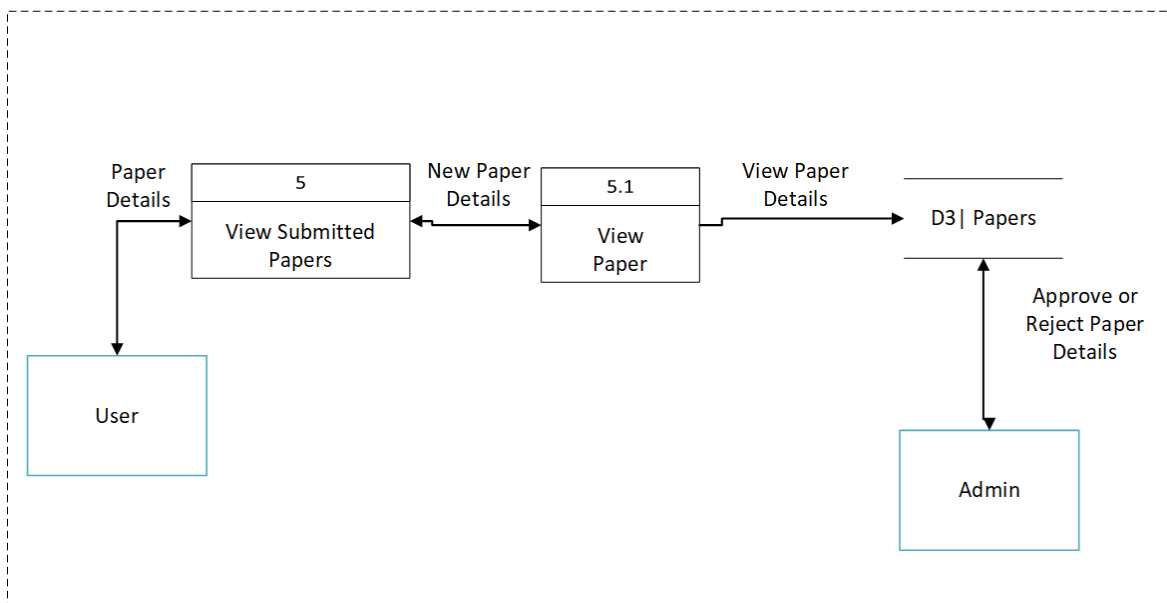 Paper
Details
5
View Submitted
Papers
New Paper
Details
5.1
View
Paper
View Paper
Details
D3| Papers
Approve or
Reject Paper
Details
User
Admin